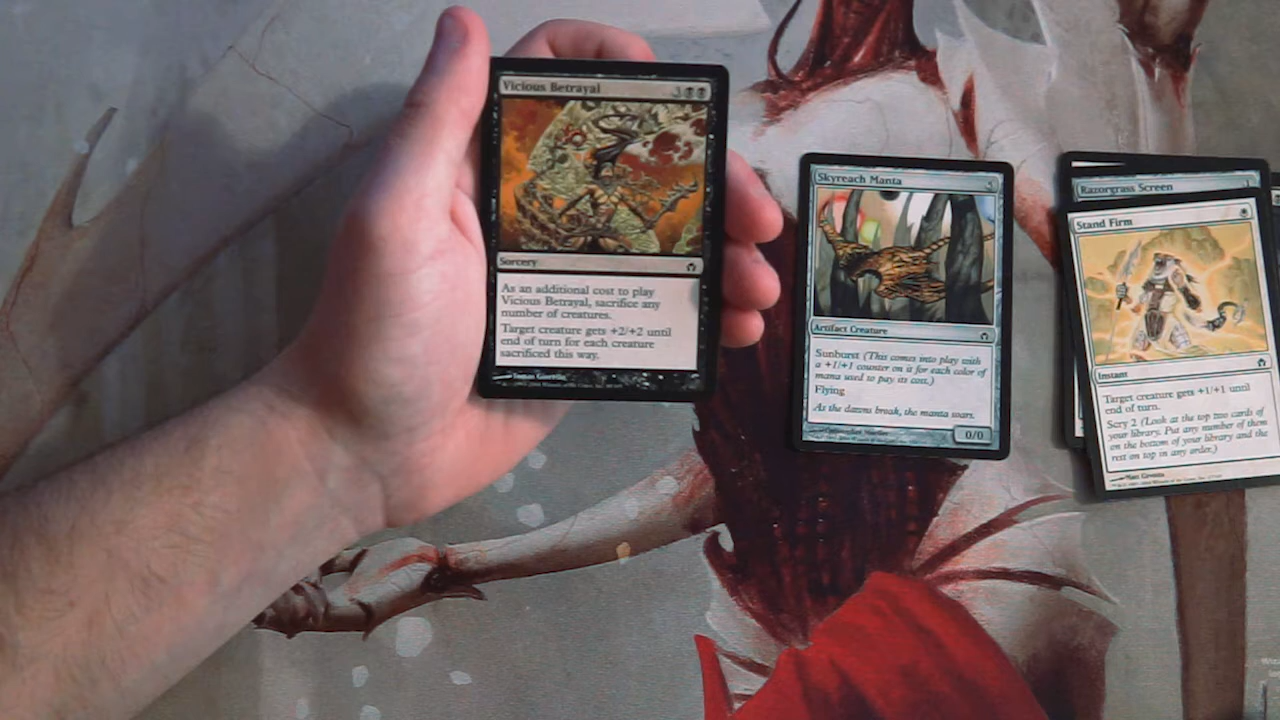 Vicious Betrayal
3
Sorcery
As an additional cost to play
Vicious Betrayal, sacrifice any
number of creatures.
Target creature gets +2/+2 until
end of turn for each creature
sacrificed this way.
Skyreach Manta
Artifact Creature
Sunburst (This comes into play with
a +1/+1 counter on it for each color of
mana used to pay its cost.)
Flying
As the dawns break, the manta soars.
0/0
Razorgrass Screen
1
Stand Firm
Instant
Target creature gets +1/+1 until
end of turn.
Scry 2 (Look at the top two cards of
your library. Put any number of them
on the bottom of your library and the
rest on top in any order.)